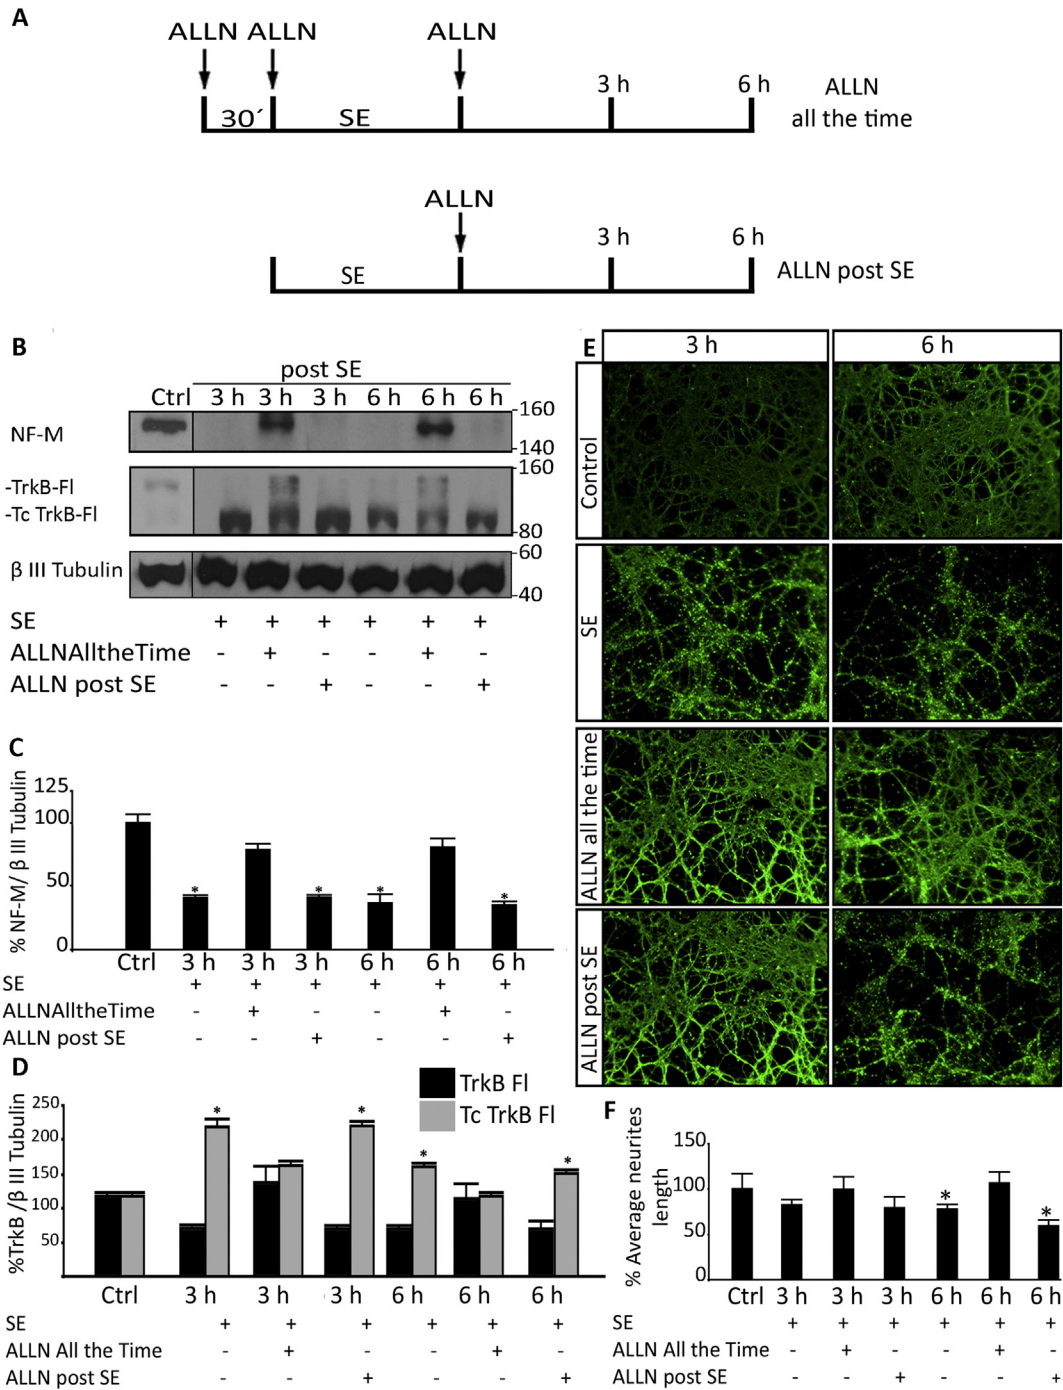 A
ALLN ALLN ALLN
30´ SE 3 h 6 h
ALLN
all the time
ALLN
SE 3 h 6 h
ALLN post SE
B
post SE
Ctrl 3 h 3 h 3 h 6 h 6 h 6 h
NF-M
-160
-140
-TrkB-Fl
-Tc TrkB-Fl
-160
-80
β III Tubulin
-60
-40
SE + + + + + +
ALLNAlltheTime - + - - + -
ALLN post SE - - + - - +
C
% NF-M/ β III Tubulin
125
100
50
0
* * * *
Ctrl 3 h 3 h 3 h 6 h 6 h 6 h
SE + + + + + +
ALLNAlltheTime - + - - + -
ALLN post SE - - + - - +
D
%TrkB /β III Tubulin
250
200
150
100
50
* * * *
TrkB Fl
Tc TrkB Fl
Ctrl 3 h 3 h 3 h 6 h 6 h 6 h
SE + + + + + +
ALLN All the Time - + - - + -
ALLN post SE - - + - - +
E
3 h 6 h
Control
SE
ALLN all the time
ALLN post SE
F
% Average neurites
length
150
100
50
0
* *
Ctrl 3 h 3 h 3 h 6 h 6 h 6 h
SE + + + + + +
ALLN All the Time - + - - + -
ALLN post SE - - + - - +